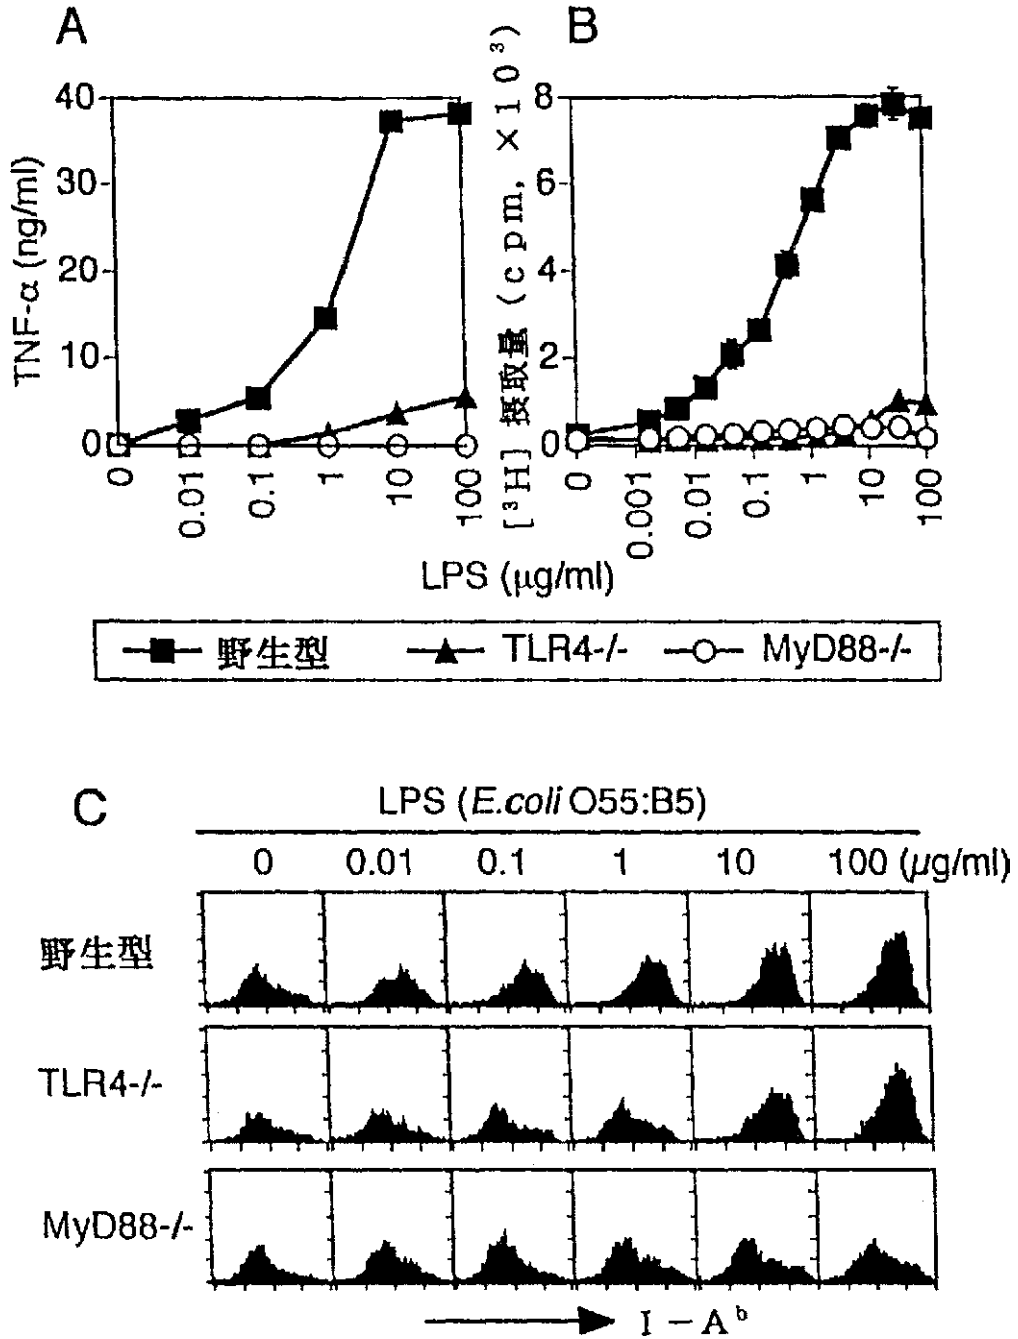 A
TNF-α (ng/ml)
40
30
20
10
0
0
0.01
0.1
1
10
100
B
[³H] 摂取量 (cpm, ×10³)
8
6
4
2
0
0
0.001
0.01
0.1
1
10
100
LPS (μg/ml)
野生型 TLR4-/- MyD88-/-
C
LPS (E.coli O55:B5)
0 0.01 0.1 1 10 100 (μg/ml)
野生型
TLR4-/-
MyD88-/-
I－Aᵇ